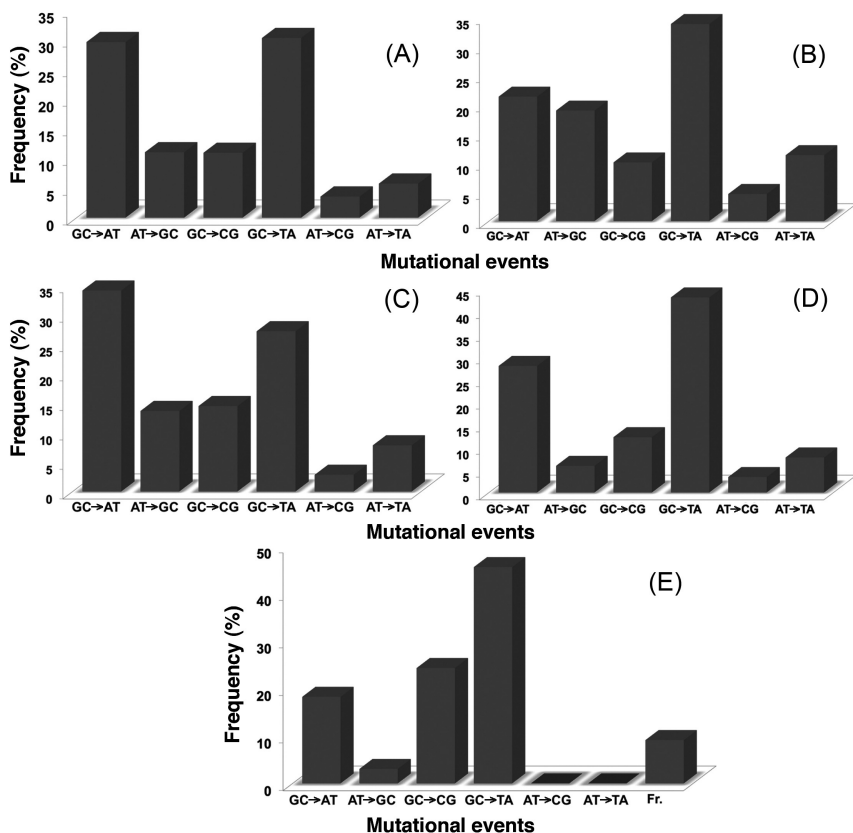 (A)
Frequency (%)
35
30
25
20
15
10
5
0
GC→AT AT→GC GC→CG GC→TA AT→CG AT→TA
(B)
35
30
25
20
15
10
5
0
GC→AT AT→GC GC→CG GC→TA AT→CG AT→TA
Mutational events
(C)
Frequency (%)
35
30
25
20
15
10
5
0
GC→AT AT→GC GC→CG GC→TA AT→CG AT→TA
(D)
45
40
35
30
25
20
15
10
5
0
GC→AT AT→GC GC→CG GC→TA AT→CG AT→TA
Mutational events
(E)
Frequency (%)
50
40
30
20
10
0
GC→AT AT→GC GC→CG GC→TA AT→CG AT→TA Fr.
Mutational events